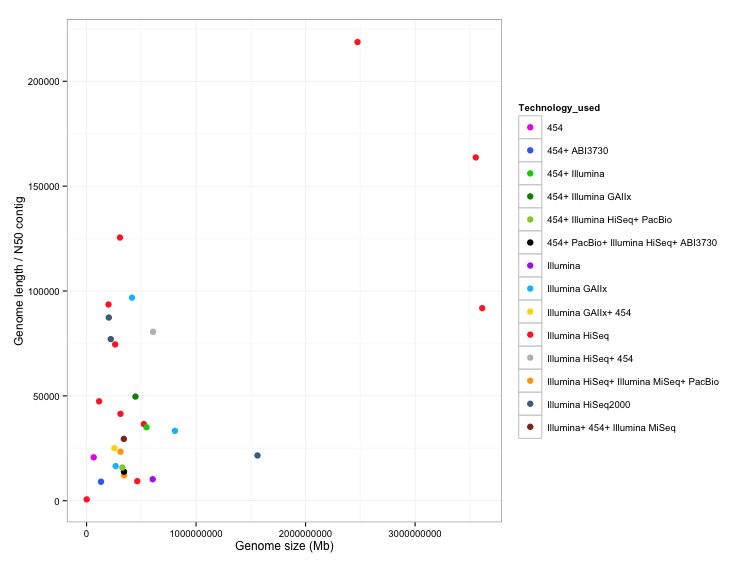 200000
150000
100000
50000
0
Genome length / N50 contig
0
1000000000
2000000000
3000000000
Genome size (Mb)
Technology_used
454
454+ ABI3730
454+ Illumina
454+ Illumina GAIIx
454+ Illumina HiSeq+ PacBio
454+ PacBio+ Illumina HiSeq+ ABI3730
Illumina
Illumina GAIIx
Illumina GAIIx+ 454
Illumina HiSeq
Illumina HiSeq+ 454
Illumina HiSeq+ Illumina MiSeq+ PacBio
Illumina HiSeq2000
Illumina+ 454+ Illumina MiSeq